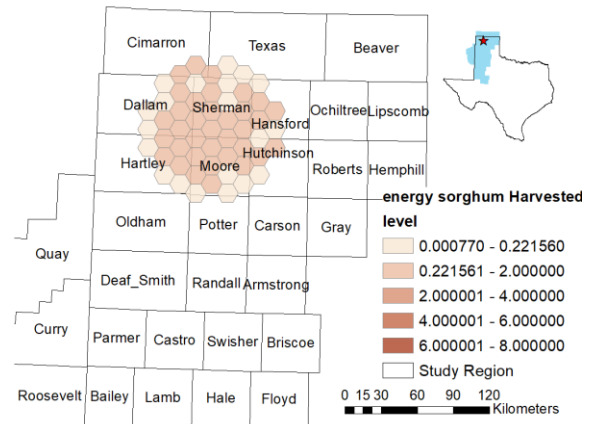 Cimarron Texas Beaver
Dallam Sherman Ochiltree Lipscomb
Hansford
Hartley Moore Hutchinson Roberts Hemphill
Oldham Potter Carson Gray
Quay
Deaf_Smith Randall Armstrong
Curry Parmer Castro Swisher Briscoe
Roosevelt Bailey Lamb Hale Floyd
energy sorghum Harvested
level
0.000770 - 0.221560
0.221561 - 2.000000
2.000001 - 4.000000
4.000001 - 6.000000
6.000001 - 8.000000
Study Region
0 15 30 60 90 120
Kilometers